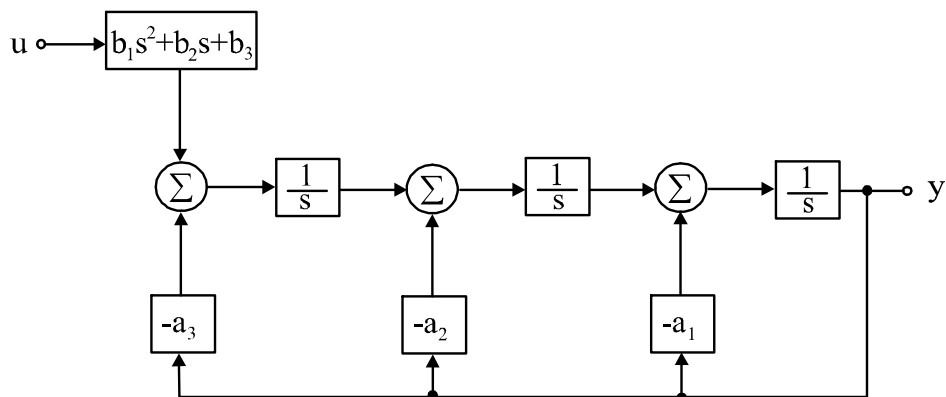 u
b₁s²+b₂s+b₃
Σ
1/s
Σ
1/s
Σ
1/s
y
-a₃
-a₂
-a₁